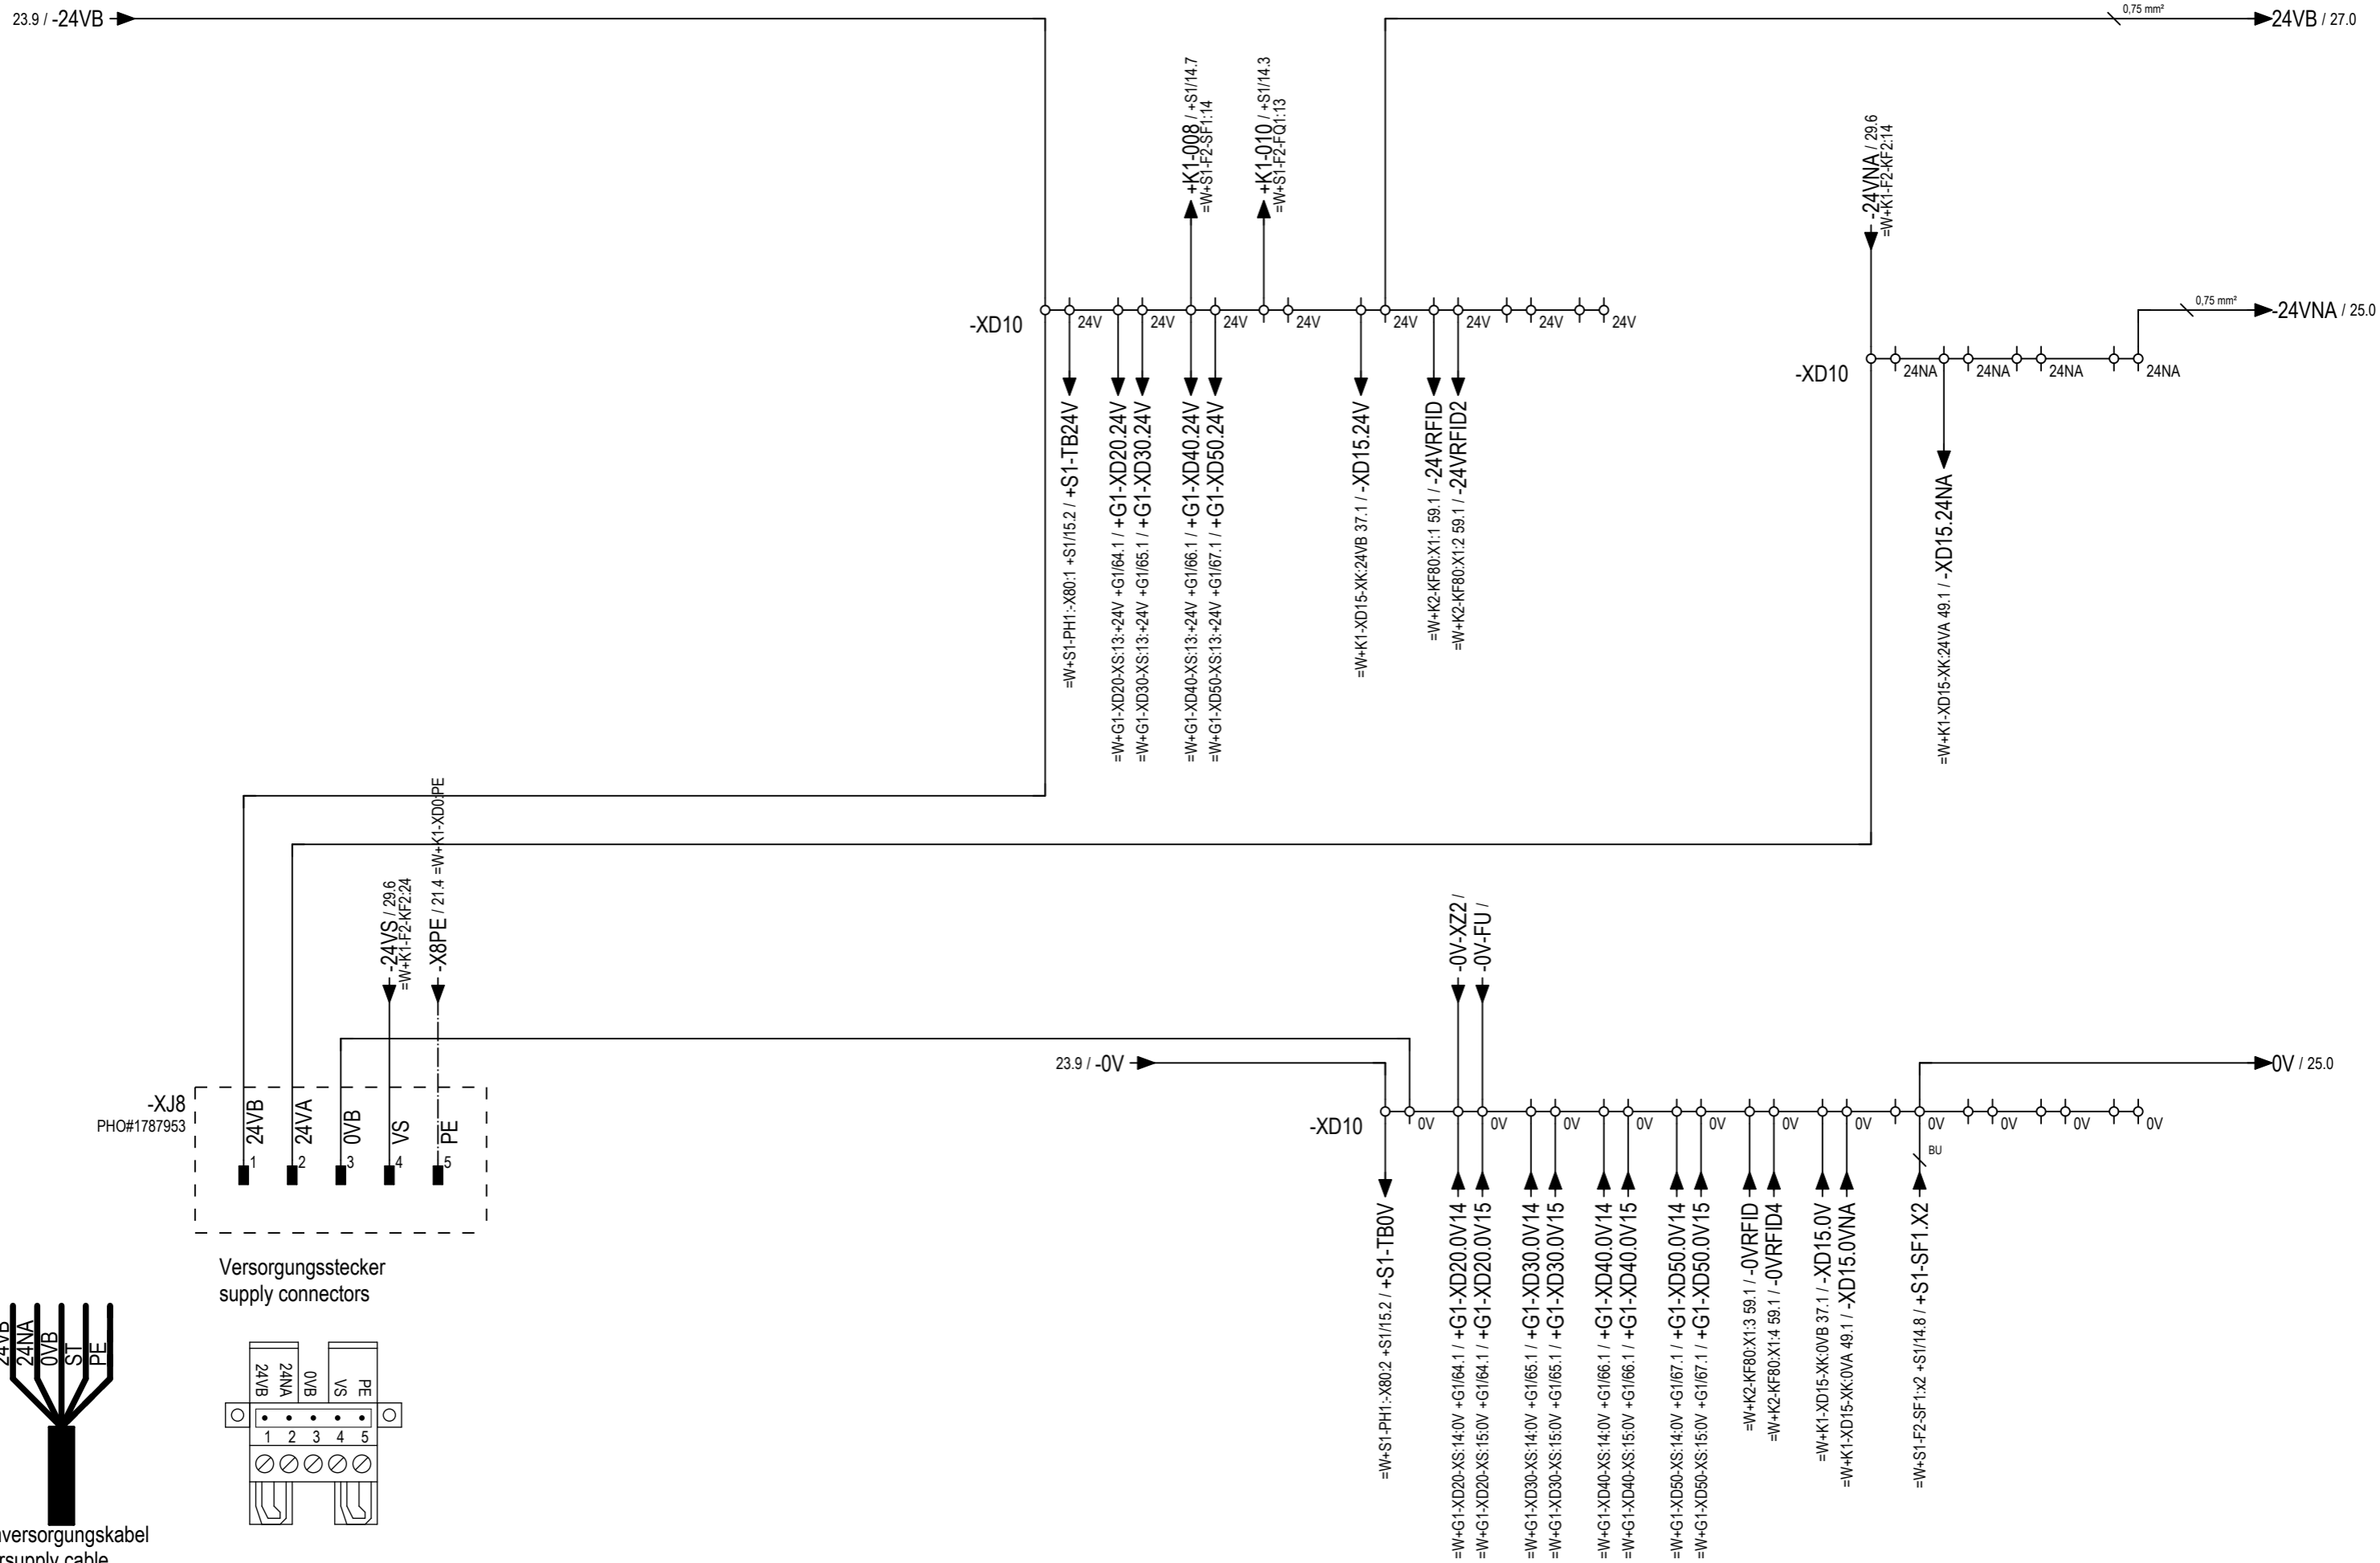 23.9 / -24VB
0,75 mm²
24VB / 27.0
+K1-008 / +S1/14.7
=W+S1-F2-SF1:14
+K1-010 / +S1/14.3
=W+S1-F2-FQ1:13
-24VNA / 29.6
=W+K1-F2-KF2:14
0,75 mm²
-24VNA / 25.0
-XD10
24V
24V
24V
24V
24V
24V
24V
24V
-XD10
24NA
24NA
24NA
24NA
=W+S1-PH1:-X80:1 +S1/15.2 / +S1-TB24V
=W+G1-XD20-XS:13:+24V +G1/64.1 / +G1-XD20.24V
=W+G1-XD30-XS:13:+24V +G1/65.1 / +G1-XD30.24V
=W+G1-XD40-XS:13:+24V +G1/66.1 / +G1-XD40.24V
=W+G1-XD50-XS:13:+24V +G1/67.1 / +G1-XD50.24V
=W+K1-XD15-XK:24VB 37.1 / -XD15.24V
=W+K2-KF80:X1:1 59.1 / -24VRFID
=W+K2-KF80:X1:2 59.1 / -24VRFID2
=W+K1-XD15-XK:24VA 49.1 / -XD15.24NA
-24VS / 29.6
=W+K1-F2-KF2:24
-X8PE / 21.4 =W+K1-XD0:PE
-0V-XZ2 /
-0V-FU /
23.9 / -0V
0V / 25.0
-XJ8
PHO#1787953
24VB
24VA
0VB
VS
PE
1
2
3
4
5
-XD10
0V
0V
0V
0V
0V
0V
0V
0V
0V
0V
0V
BU
Versorgungsstecker
supply connectors
=W+S1-PH1:-X80:2 +S1/15.2 / +S1-TB0V
=W+G1-XD20-XS:14:0V +G1/64.1 / +G1-XD20.0V14
=W+G1-XD20-XS:15:0V +G1/64.1 / +G1-XD20.0V15
=W+G1-XD30-XS:14:0V +G1/65.1 / +G1-XD30.0V14
=W+G1-XD30-XS:15:0V +G1/65.1 / +G1-XD30.0V15
=W+G1-XD40-XS:14:0V +G1/66.1 / +G1-XD40.0V14
=W+G1-XD40-XS:15:0V +G1/66.1 / +G1-XD40.0V15
=W+G1-XD50-XS:14:0V +G1/67.1 / +G1-XD50.0V14
=W+G1-XD50-XS:15:0V +G1/67.1 / +G1-XD50.0V15
=W+K2-KF80:X1:3 59.1 / -0VRFID
=W+K2-KF80:X1:4 59.1 / -0VRFID4
=W+K1-XD15-XK:0VB 37.1 / -XD15.0V
=W+K1-XD15-XK:0VA 49.1 / -XD15.0VNA
=W+S1-F2-SF1:x2 +S1/14.8 / +S1-SF1.X2
24VB
24NA
0VB
ST
PE
24VB
24NA
0VB
VS
PE
1 2 3 4 5
versorgungskabel
supply cable